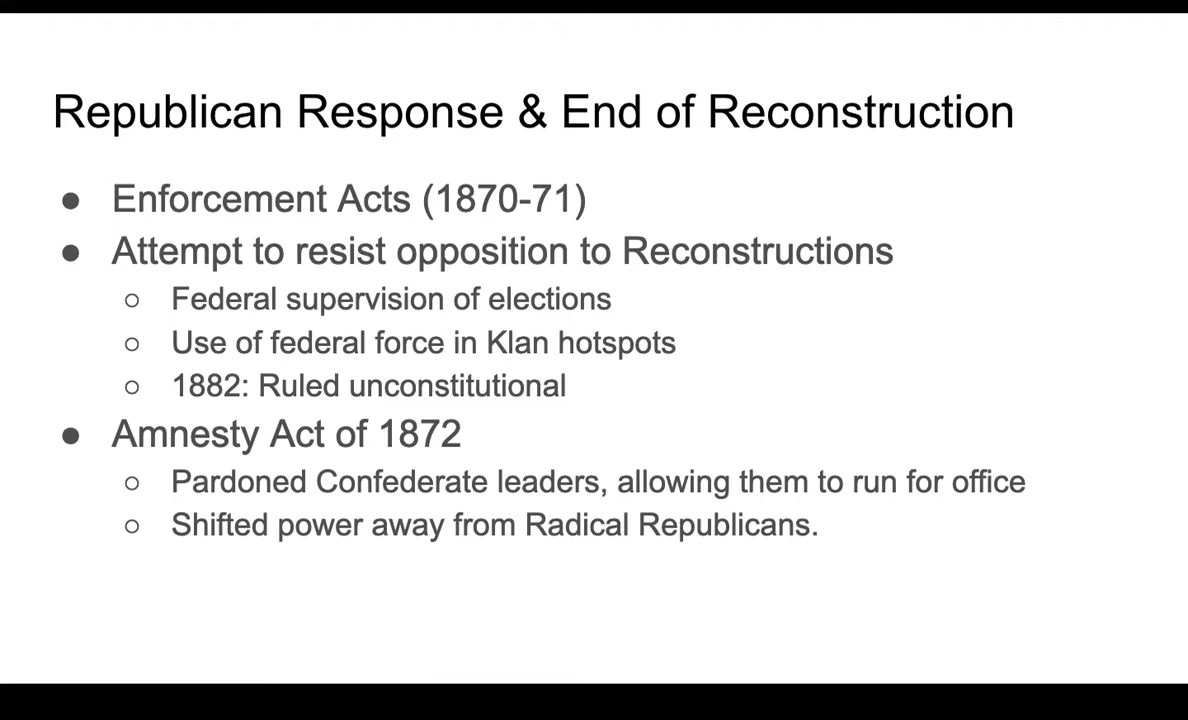 Republican Response & End of Reconstruction
● Enforcement Acts (1870-71)
● Attempt to resist opposition to Reconstructions
○ Federal supervision of elections
○ Use of federal force in Klan hotspots
○ 1882: Ruled unconstitutional
● Amnesty Act of 1872
○ Pardoned Confederate leaders, allowing them to run for office
○ Shifted power away from Radical Republicans.